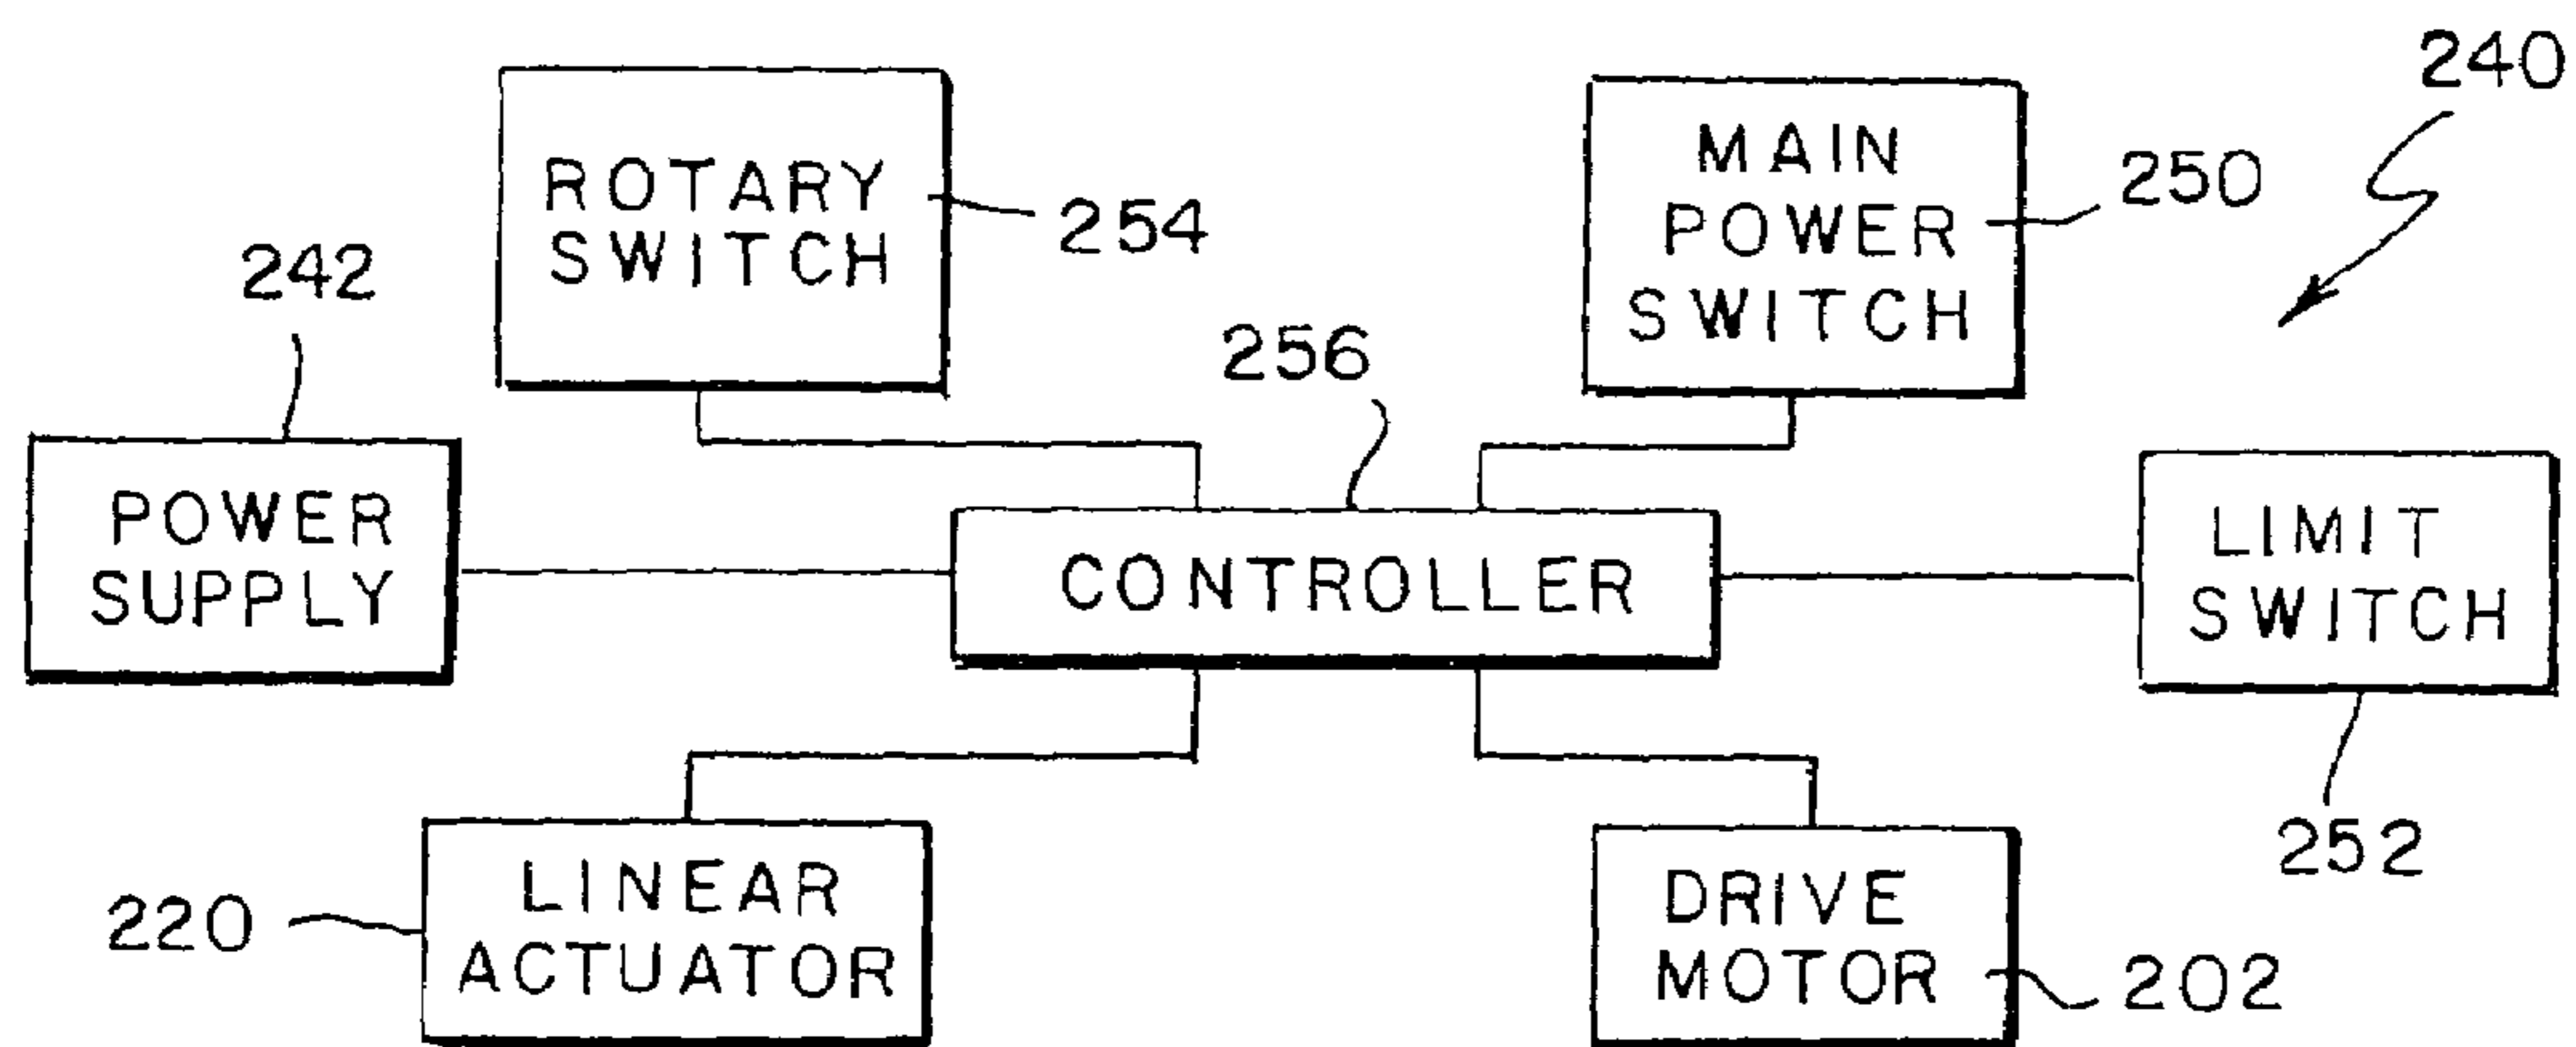 240
ROTARY
SWITCH
254
MAIN
POWER
SWITCH
250
242
256
POWER
SUPPLY
CONTROLLER
LIMIT
SWITCH
252
220
LINEAR
ACTUATOR
DRIVE
MOTOR
202